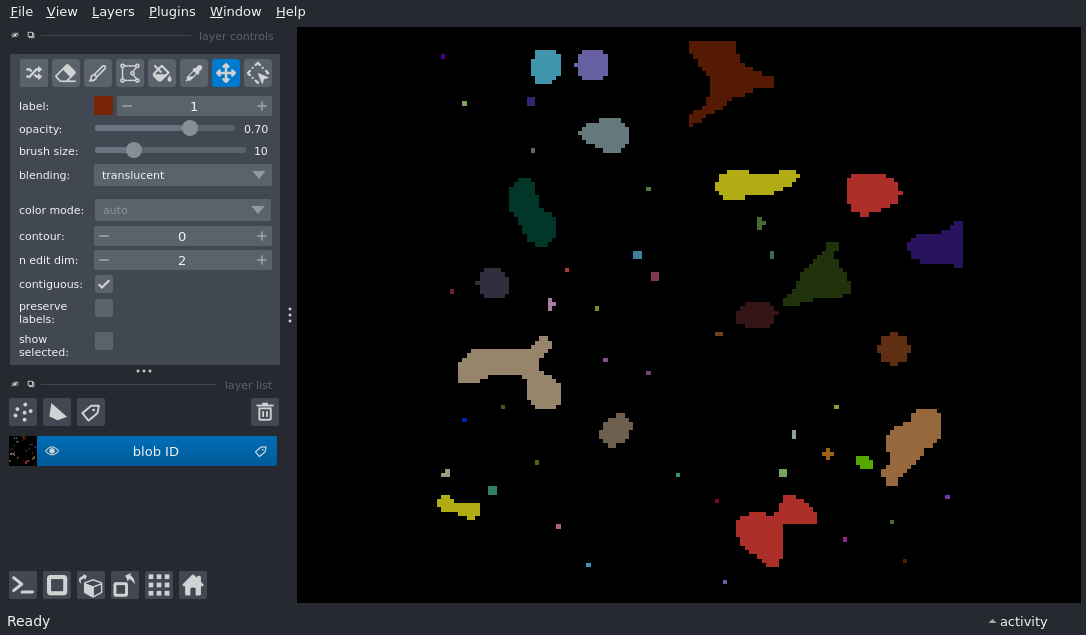 File View Layers Plugins Window Help
layer controls
label: 1
opacity: 0.70
brush size: 10
blending: translucent
color mode: auto
contour: 0
n edit dim: 2
contiguous:
preserve
labels:
show
selected:
layer list
blob ID
Ready
activity